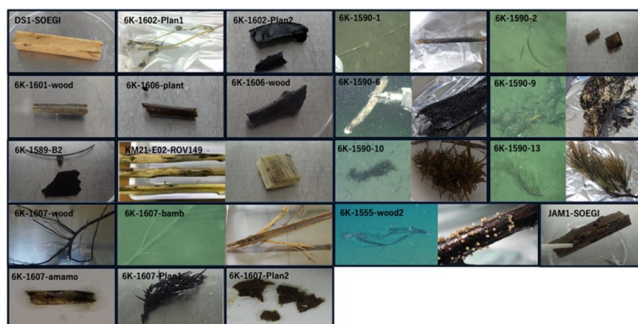 DS1-SOEGI
6K-1602-Plan1
6K-1602-Plan2
6K-1590-1
6K-1590-2
6K-1601-wood
6K-1606-plant
6K-1606-wood
6K-1590-6
6K-1590-9
6K-1589-B2
KM21-E02-ROV149
6K-1590-10
6K-1590-13
6K-1607-wood
6K-1607-bamb
6K-1555-wood2
JAM1-SOEGI
6K-1607-amamo
6K-1607-Plan1
6K-1607-Plan2